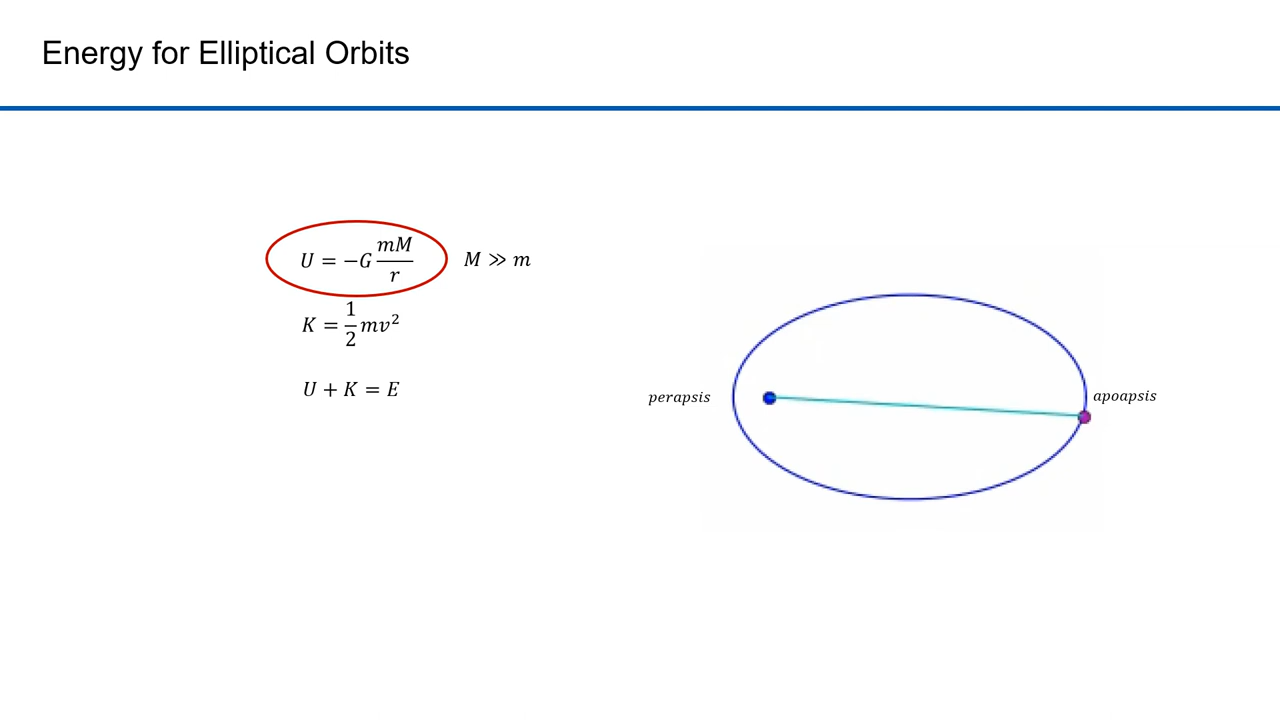 Energy for Elliptical Orbits
U = −G mM/r M ≫ m
K = 1/2 mv²
U + K = E
perapsis
apoapsis